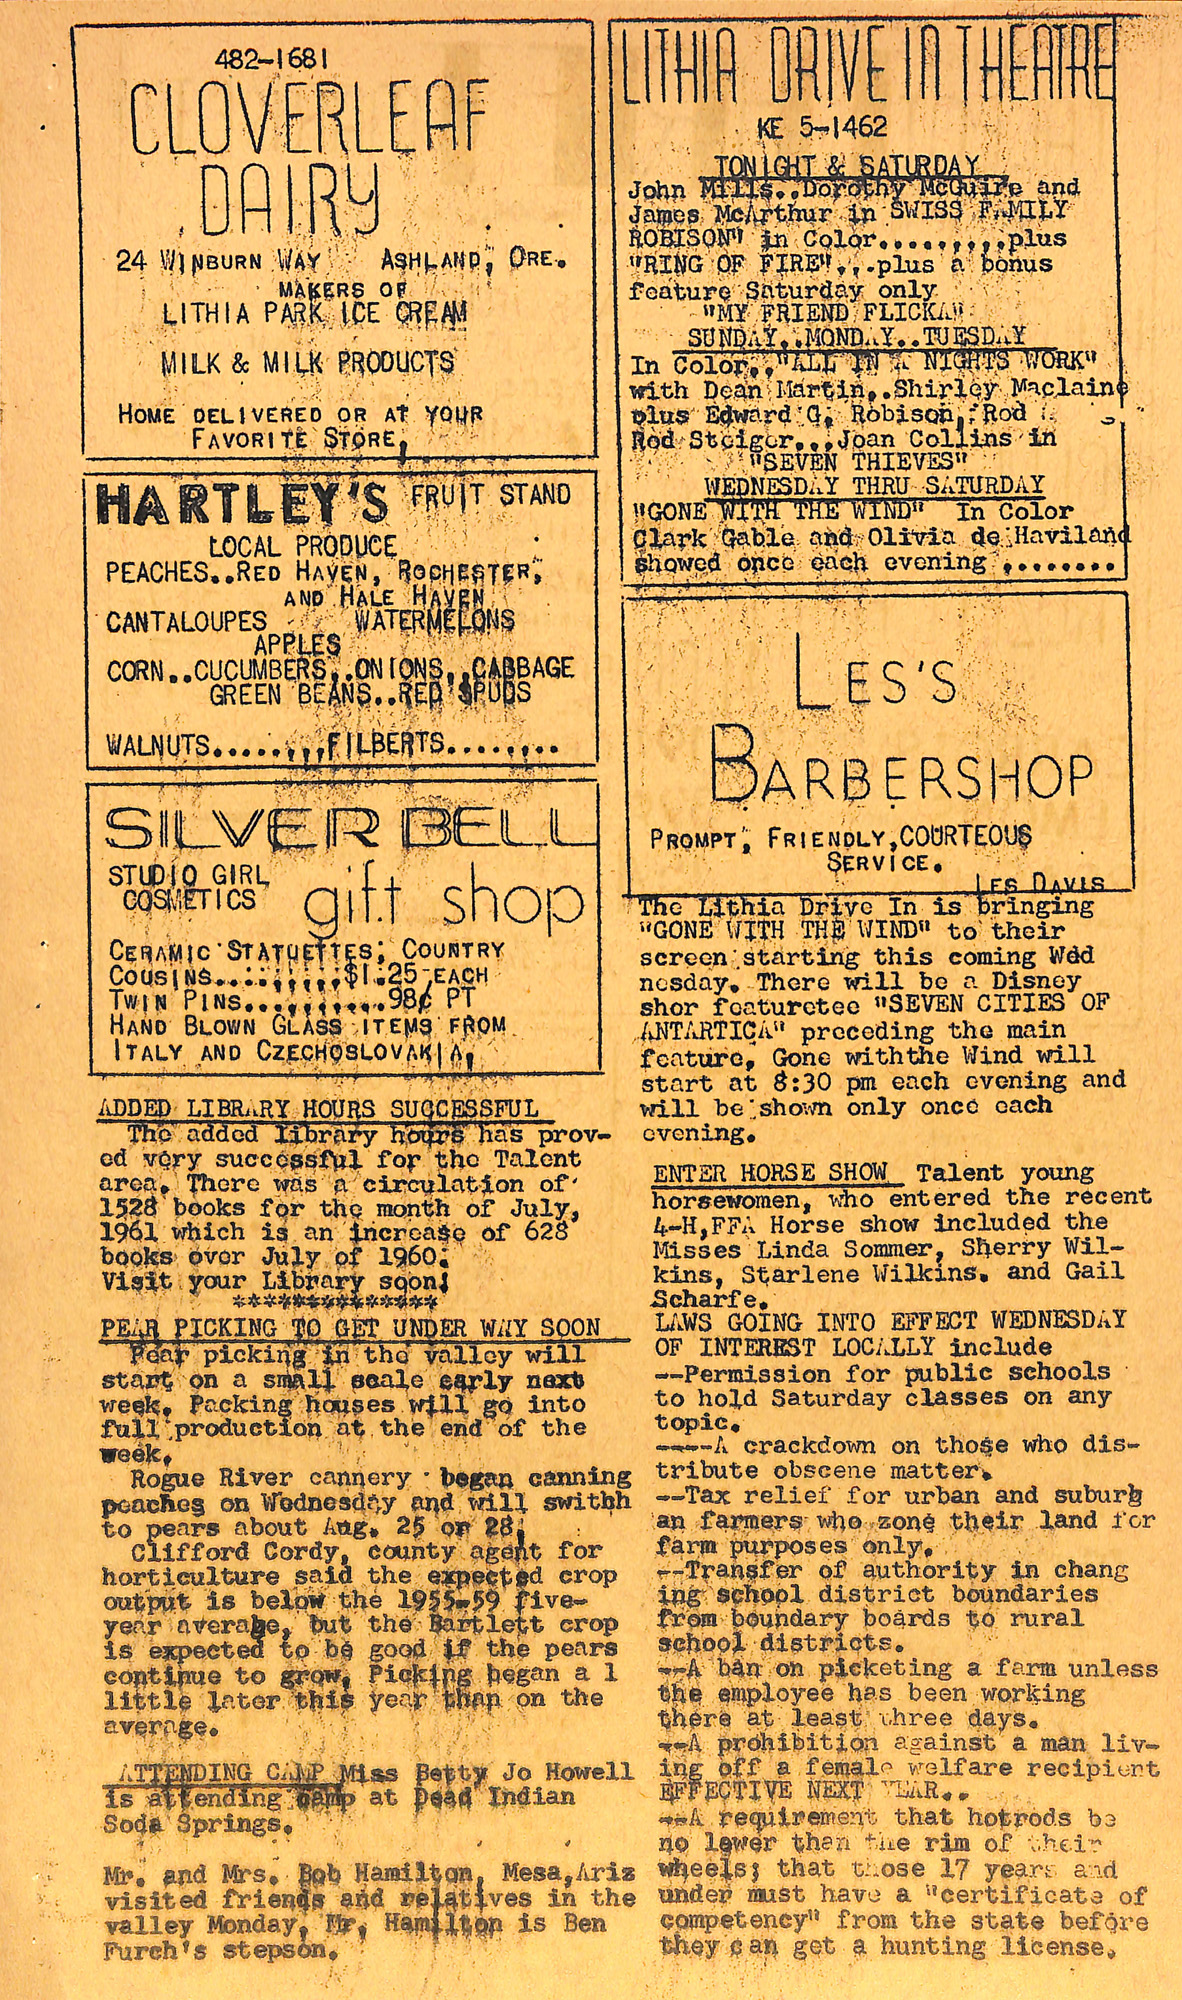 482-1681
CLOVERLEAF
DAIRY
24 WINBURN WAY ASHLAND, ORE.
MAKERS OF
LITHIA PARK ICE CREAM
MILK & MILK PRODUCTS
HOME DELIVERED OR AT YOUR
FAVORITE STORE,
HARTLEY'S FRUIT STAND
LOCAL PRODUCE
PEACHES..RED HAVEN, ROCHESTER,
AND HALE HAVEN
CANTALOUPES WATERMELONS
APPLES
CORN..CUCUMBERS..ONIONS..CABBAGE
GREEN BEANS..RED SPUDS
WALNUTS........,FILBERTS........
SILVER BELL
STUDIO GIRL
COSMETICS
gift shop
CERAMIC STATUETTES; COUNTRY
COUSINS..........$1.25 EACH
TWIN PINS...........98¢ PT
HAND BLOWN GLASS ITEMS FROM
ITALY AND CZECHOSLOVAKIA,
ADDED LIBRARY HOURS SUCCESSFUL
The added library hours has prov-
ed very successful for the Talent
area. There was a circulation of
1528 books for the month of July,
1961 which is an increase of 628
books over July of 1960.
Visit your Library soon!
**************
PEAR PICKING TO GET UNDER WAY SOON
Pear picking in the valley will
start on a small scale early next
week. Packing houses will go into
full production at the end of the
week.
Rogue River cannery began canning
peaches on Wednesday and will swithh
to pears about Aug. 25 or 28.
Clifford Cordy, county agent for
horticulture said the expected crop
output is below the 1955-59 five-
year average, but the Bartlett crop
is expected to be good if the pears
continue to grow. Picking began a l
little later this year than on the
average.
ATTENDING CAMP Miss Betty Jo Howell
is attending camp at Dead Indian
Soda Springs.
Mr. and Mrs. Bob Hamilton, Mesa,Ariz
visited friends and relatives in the
valley Monday, Mr. Hamilton is Ben
Furch's stepson.
LITHIA DRIVE IN THEATRE
KE 5-1462
TONIGHT & SATURDAY
John Mills..Dorothy McGuire and
James McArthur in SWISS FAMILY
ROBISON" in Color.........plus
"RING OF FIRE"...plus a bonus
feature Saturday only
"MY FRIEND FLICKA"
SUNDAY..MONDAY..TUESDAY
In Color.."ALL IN A NIGHTS WORK"
with Dean Martin..Shirley Maclaine
plus Edward G. Robison, Rod
Rod Steiger...Joan Collins in
"SEVEN THIEVES"
WEDNESDAY THRU SATURDAY
"GONE WITH THE WIND" In Color
Clark Gable and Olivia de Haviland
showed once each evening ........
LES'S
BARBERSHOP
PROMPT, FRIENDLY,COURTEOUS
SERVICE.
LES DAVIS
The Lithia Drive In is bringing
"GONE WITH THE WIND" to their
screen starting this coming Wed
nesday. There will be a Disney
shor featuretee "SEVEN CITIES OF
ANTARTICA" preceding the main
feature, Gone withthe Wind will
start at 8:30 pm each evening and
will be shown only once each
evening.
ENTER HORSE SHOW Talent young
horsewomen, who entered the recent
4-H,FFA Horse show included the
Misses Linda Sommer, Sherry Wil-
kins, Starlene Wilkins. and Gail
Scharfe.
LAWS GOING INTO EFFECT WEDNESDAY
OF INTEREST LOCALLY include
--Permission for public schools
to hold Saturday classes on any
topic.
----A crackdown on those who dis-
tribute obscene matter.
--Tax relief for urban and suburb
an farmers who zone their land for
farm purposes only.
--Transfer of authority in chang
ing school district boundaries
from boundary boards to rural
school districts.
--A ban on picketing a farm unless
the employee has been working
there at least three days.
--A prohibition against a man liv-
ing off a female welfare recipient
EFFECTIVE NEXT YEAR..
--A requirement that hotrods be
no lower than the rim of their
wheels; that those 17 years and
under must have a "certificate of
competency" from the state before
they can get a hunting license.